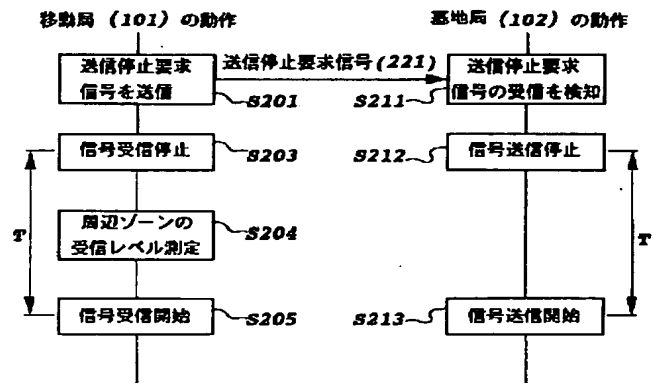 移動局 (101) の動作
基地局 (102) の動作
送信停止要求
信号を送信
送信停止要求信号(221)
送信停止要求
信号の受信を検知
S201
S211
信号受信停止
S203
S212
信号送信停止
周辺ゾーンの
受信レベル測定
S204
T
T
信号受信開始
S205
S213
信号送信開始